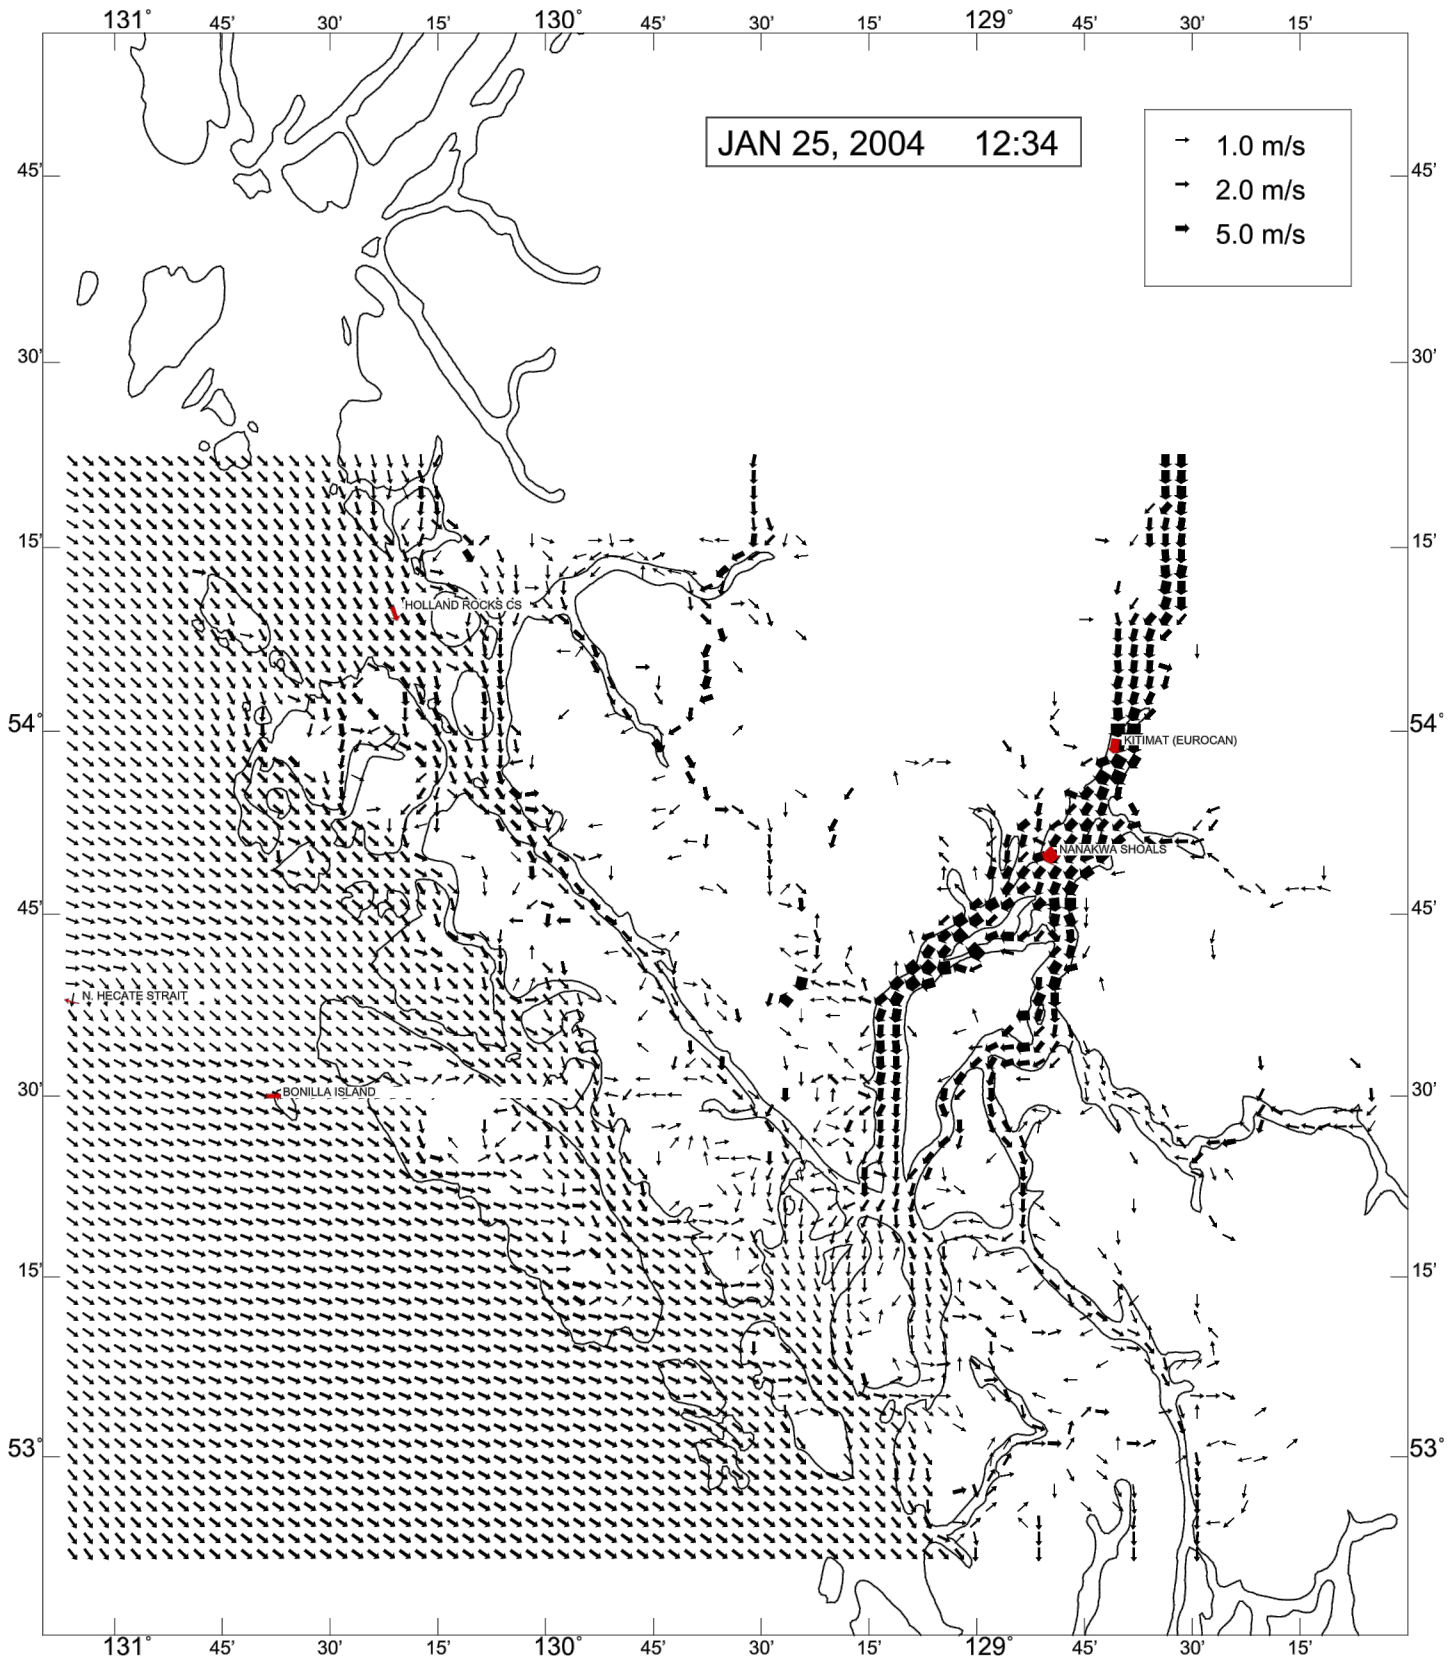 131° 45' 30' 15' 130° 45' 30' 15' 129° 45' 30' 15'
JAN 25, 2004 12:34
1.0 m/s
2.0 m/s
5.0 m/s
45' 45'
30' 30'
15' 15'
HOLLAND ROCKS CS
54° 54°
KITIMAT (EUROCAN)
NANAKWA SHOALS
45' 45'
N. HECATE STRAIT
30' 30'
BONILLA ISLAND
15' 15'
53° 53°
131° 45' 30' 15' 130° 45' 30' 15' 129° 45' 30' 15'